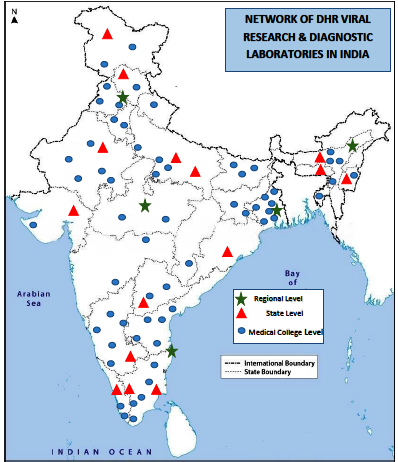 NETWORK OF DHR VIRAL
RESEARCH & DIAGNOSTIC
LABORATORIES IN INDIA
N
Arabian
Sea
Bay
of
Regional Level
State Level
Medical College Level
International Boundary
State Boundary
N
INDIAN OCEAN